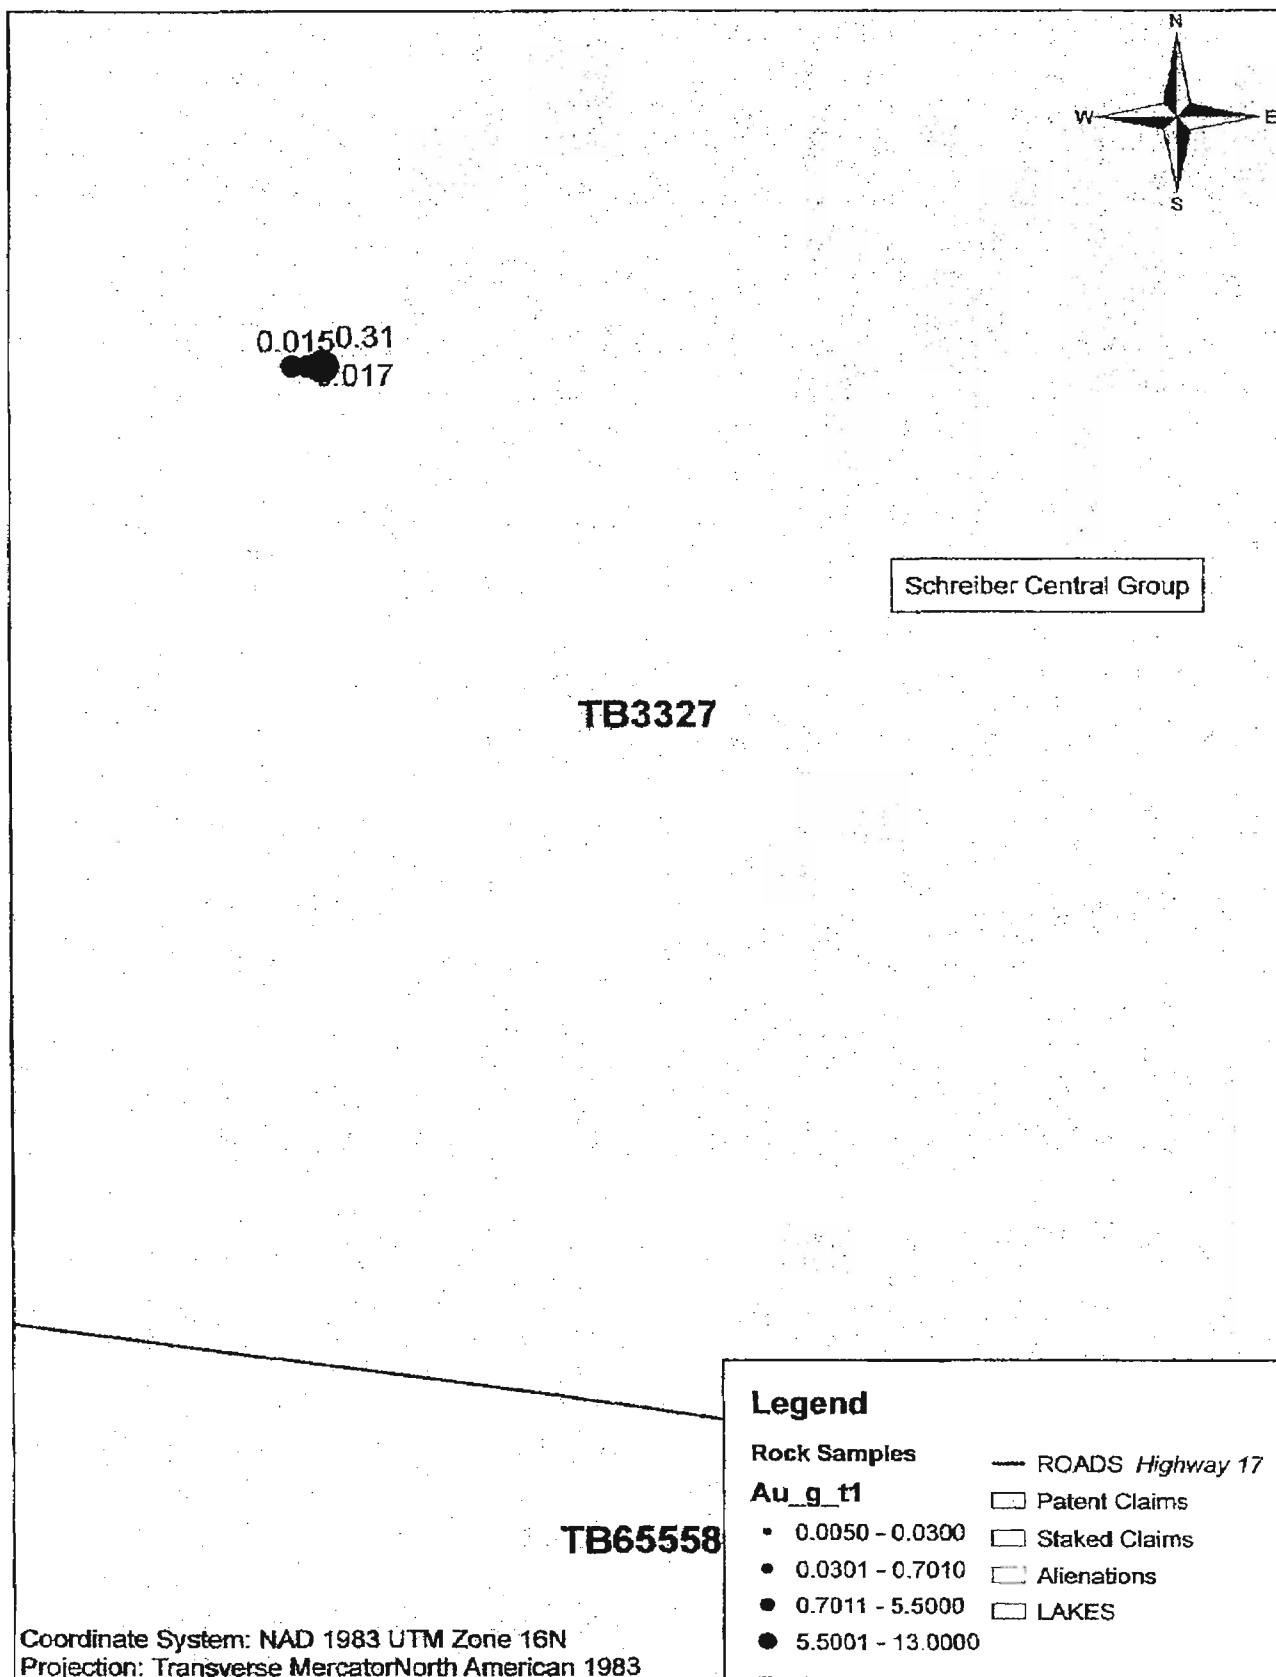 N
W E
S
0.015 0.31
.017
Schreiber Central Group
TB3327
TB65558
Legend
Rock Samples
Au_g_t1
0.0050 - 0.0300
0.0301 - 0.7010
0.7011 - 5.5000
5.5001 - 13.0000
ROADS Highway 17
Patent Claims
Staked Claims
Alienations
LAKES
Coordinate System: NAD 1983 UTM Zone 16N
Projection: Transverse MercatorNorth American 1983